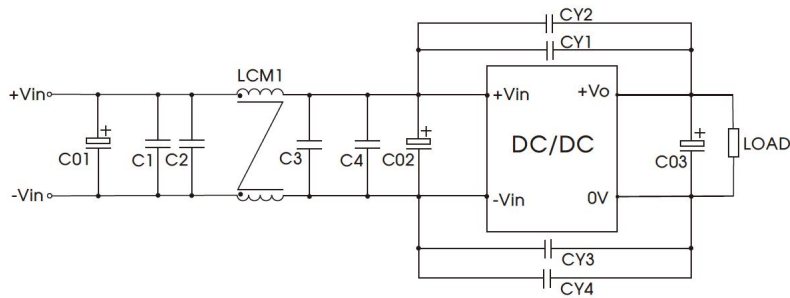 CY2
CY1
LCM1
+Vin
+
C01
C1
C2
C3
C4
+
C02
+Vin
+Vo
DC/DC
-Vin
0V
+
C03
LOAD
-Vin
CY3
CY4